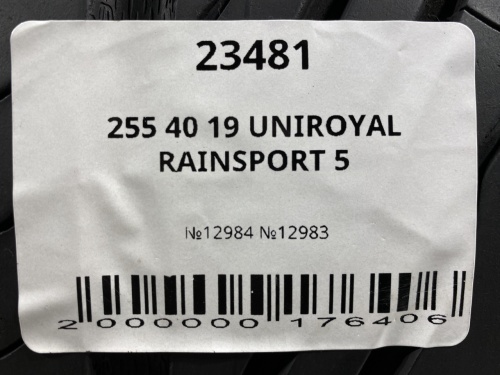 23481
255 40 19 UNIROYAL
RAINSPORT 5
№12984 №12983
2 000000 176406